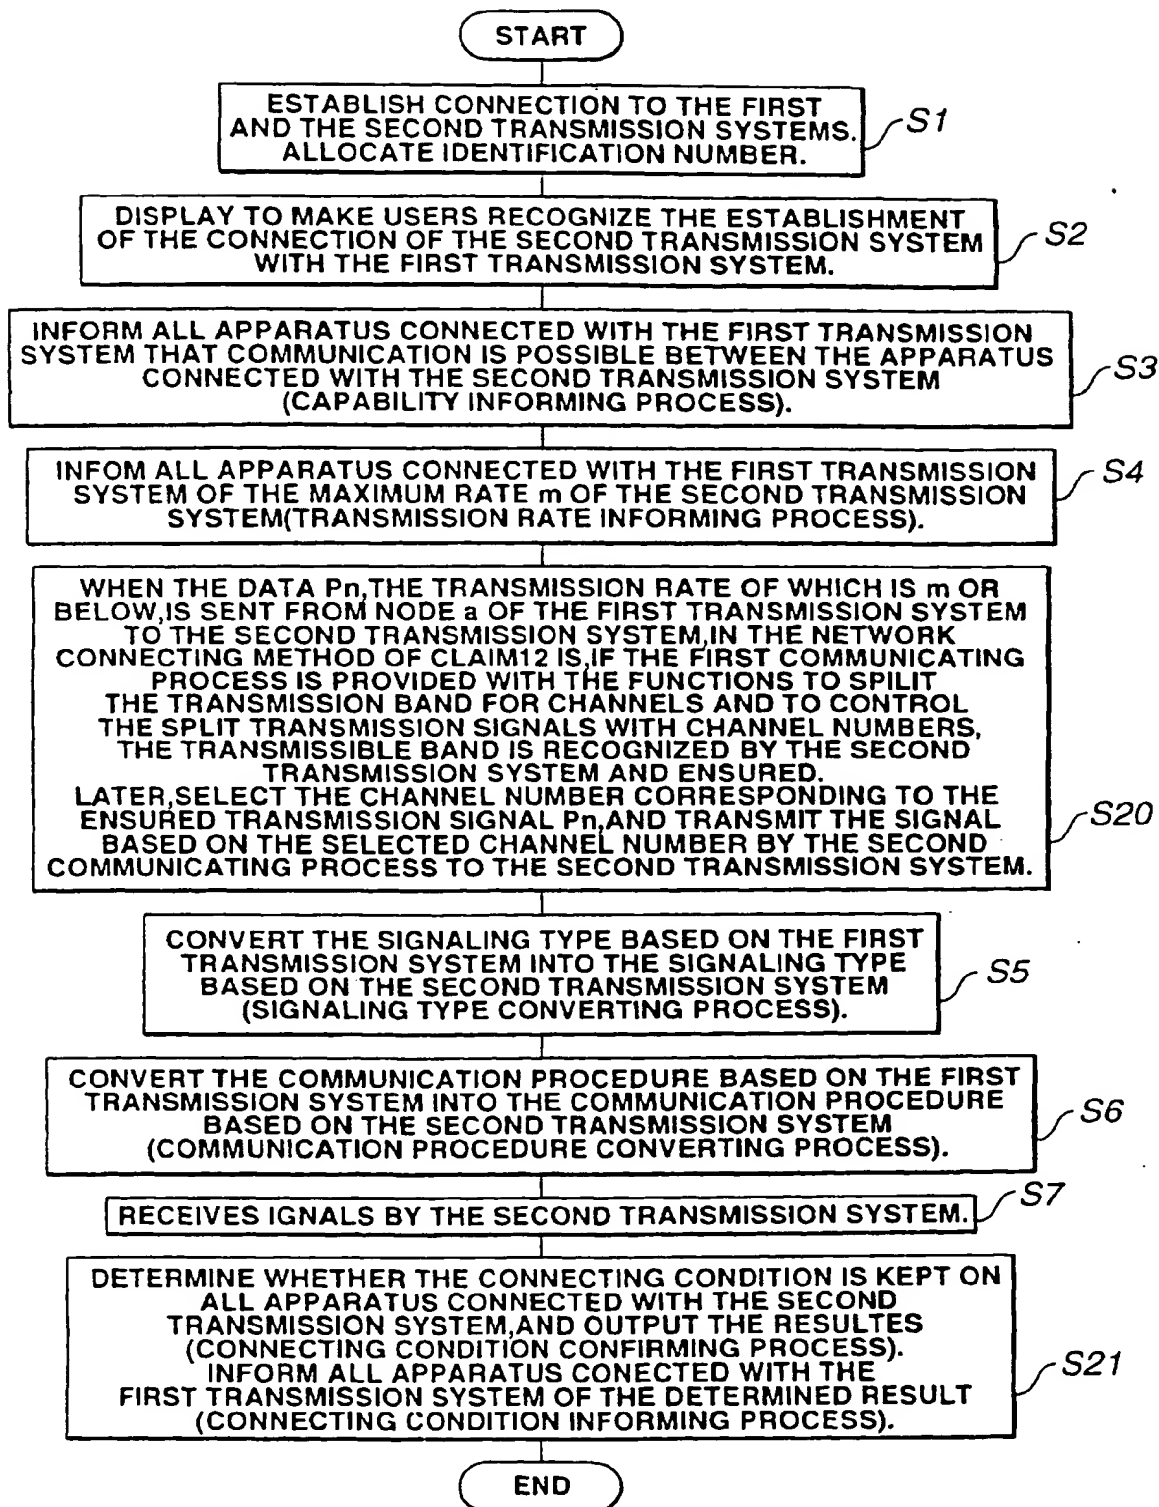 START
ESTABLISH CONNECTION TO THE FIRST
AND THE SECOND TRANSMISSION SYSTEMS.
ALLOCATE IDENTIFICATION NUMBER.
S1
DISPLAY TO MAKE USERS RECOGNIZE THE ESTABLISHMENT
OF THE CONNECTION OF THE SECOND TRANSMISSION SYSTEM
WITH THE FIRST TRANSMISSION SYSTEM.
S2
INFORM ALL APPARATUS CONNECTED WITH THE FIRST TRANSMISSION
SYSTEM THAT COMMUNICATION IS POSSIBLE BETWEEN THE APPARATUS
CONNECTED WITH THE SECOND TRANSMISSION SYSTEM
(CAPABILITY INFORMING PROCESS).
S3
INFOM ALL APPARATUS CONNECTED WITH THE FIRST TRANSMISSION
SYSTEM OF THE MAXIMUM RATE m OF THE SECOND TRANSMISSION
SYSTEM(TRANSMISSION RATE INFORMING PROCESS).
S4
WHEN THE DATA Pn,THE TRANSMISSION RATE OF WHICH IS m OR
BELOW,IS SENT FROM NODE a OF THE FIRST TRANSMISSION SYSTEM
TO THE SECOND TRANSMISSION SYSTEM,IN THE NETWORK
CONNECTING METHOD OF CLAIM12 IS,IF THE FIRST COMMUNICATING
PROCESS IS PROVIDED WITH THE FUNCTIONS TO SPILIT
THE TRANSMISSION BAND FOR CHANNELS AND TO CONTROL
THE SPLIT TRANSMISSION SIGNALS WITH CHANNEL NUMBERS,
THE TRANSMISSIBLE BAND IS RECOGNIZED BY THE SECOND
TRANSMISSION SYSTEM AND ENSURED.
LATER,SELECT THE CHANNEL NUMBER CORRESPONDING TO THE
ENSURED TRANSMISSION SIGNAL Pn,AND TRANSMIT THE SIGNAL
BASED ON THE SELECTED CHANNEL NUMBER BY THE SECOND
COMMUNICATING PROCESS TO THE SECOND TRANSMISSION SYSTEM.
S20
CONVERT THE SIGNALING TYPE BASED ON THE FIRST
TRANSMISSION SYSTEM INTO THE SIGNALING TYPE
BASED ON THE SECOND TRANSMISSION SYSTEM
(SIGNALING TYPE CONVERTING PROCESS).
S5
CONVERT THE COMMUNICATION PROCEDURE BASED ON THE FIRST
TRANSMISSION SYSTEM INTO THE COMMUNICATION PROCEDURE
BASED ON THE SECOND TRANSMISSION SYSTEM
(COMMUNICATION PROCEDURE CONVERTING PROCESS).
S6
RECEIVES IGNALS BY THE SECOND TRANSMISSION SYSTEM.
S7
DETERMINE WHETHER THE CONNECTING CONDITION IS KEPT ON
ALL APPARATUS CONNECTED WITH THE SECOND
TRANSMISSION SYSTEM,AND OUTPUT THE RESULTES
(CONNECTING CONDITION CONFIRMING PROCESS).
INFORM ALL APPARATUS CONECTED WITH THE
FIRST TRANSMISSION SYSTEM OF THE DETERMINED RESULT
(CONNECTING CONDITION INFORMING PROCESS).
S21
END